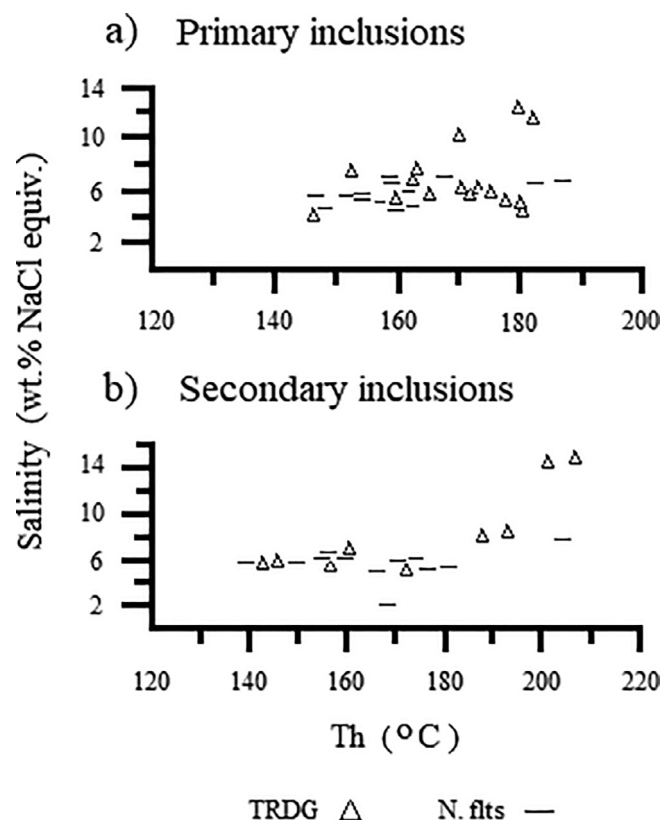 a) Primary inclusions
14
10
6
2
120 140 160 180 200
b) Secondary inclusions
14
10
6
2
120 140 160 180 200 220
Salinity (wt.% NaCl equiv.)
Th (°C)
TRDG N. flts